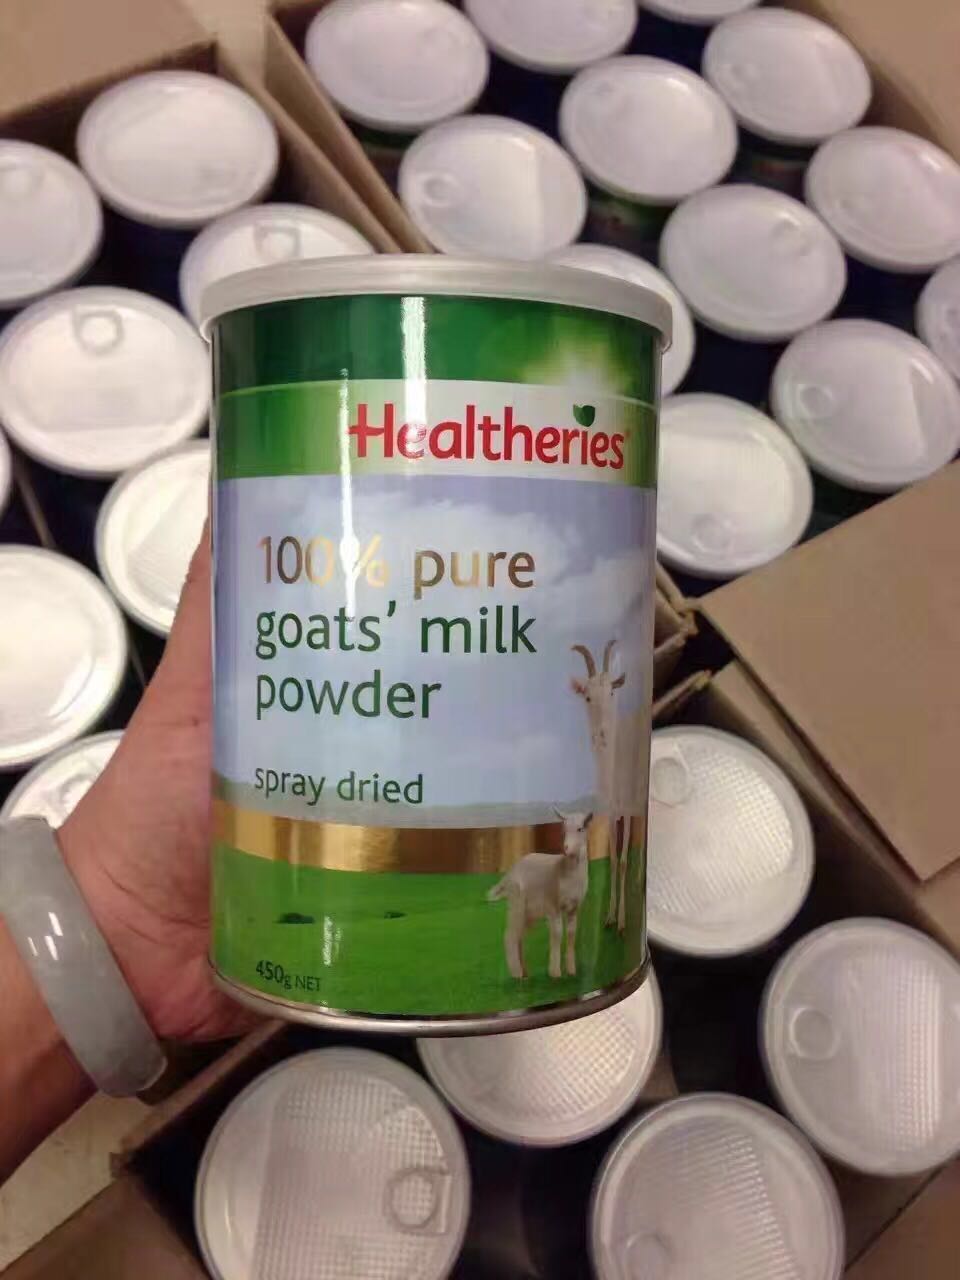 Healtheries
100% pure
goats' milk
powder
spray dried
450g NET